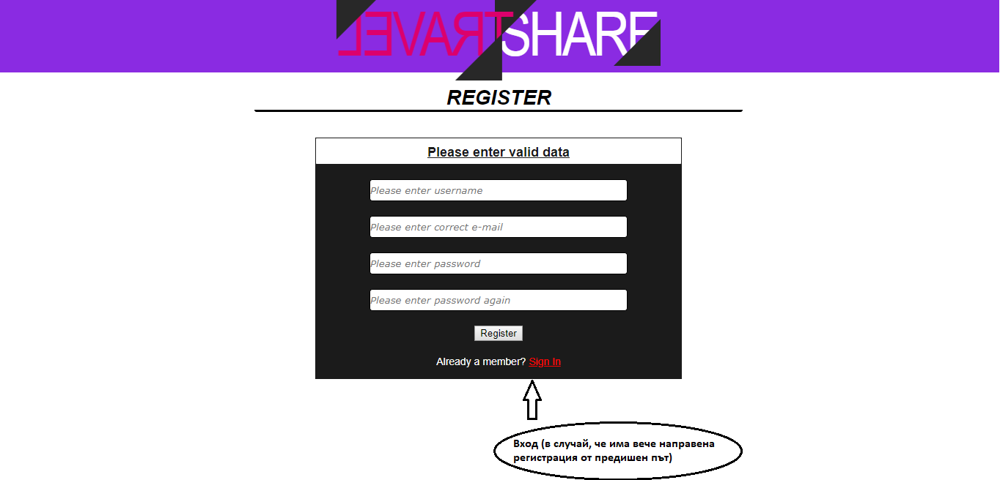 LEVARTSHARE
REGISTER
Please enter valid data
Please enter username
Please enter correct e-mail
Please enter password
Please enter password again
Register
Already a member? Sign In
Вход (в случай, че има вече направена
регистрация от предишен път)